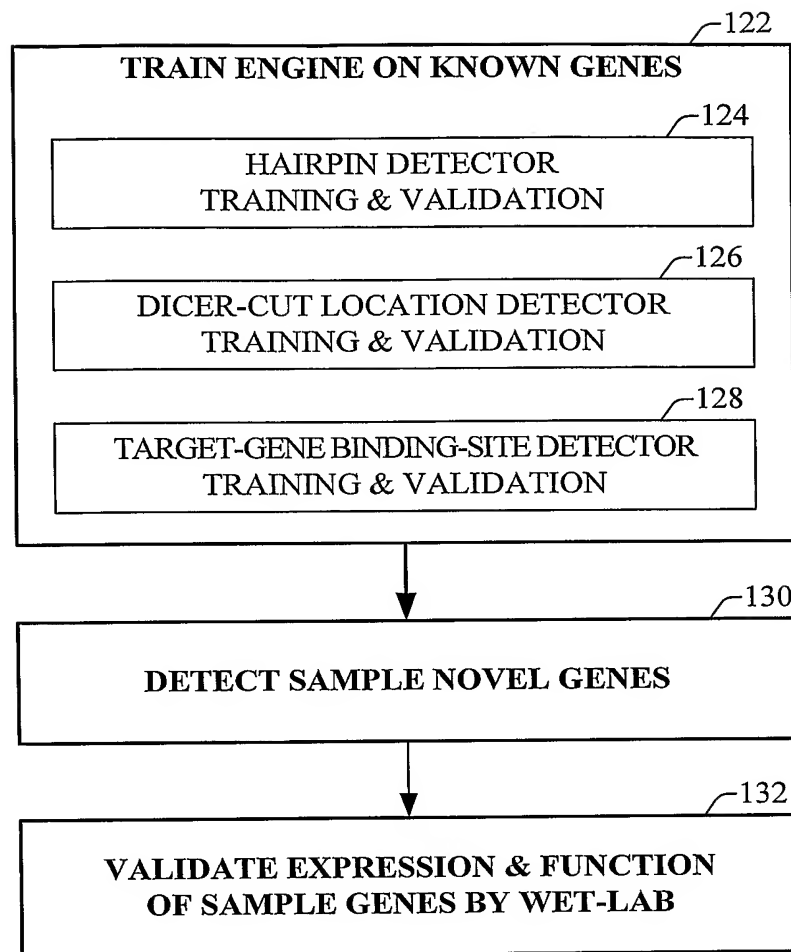 122
TRAIN ENGINE ON KNOWN GENES
124
HAIRPIN DETECTOR
TRAINING & VALIDATION
126
DICER-CUT LOCATION DETECTOR
TRAINING & VALIDATION
128
TARGET-GENE BINDING-SITE DETECTOR
TRAINING & VALIDATION
130
DETECT SAMPLE NOVEL GENES
132
VALIDATE EXPRESSION & FUNCTION
OF SAMPLE GENES BY WET-LAB